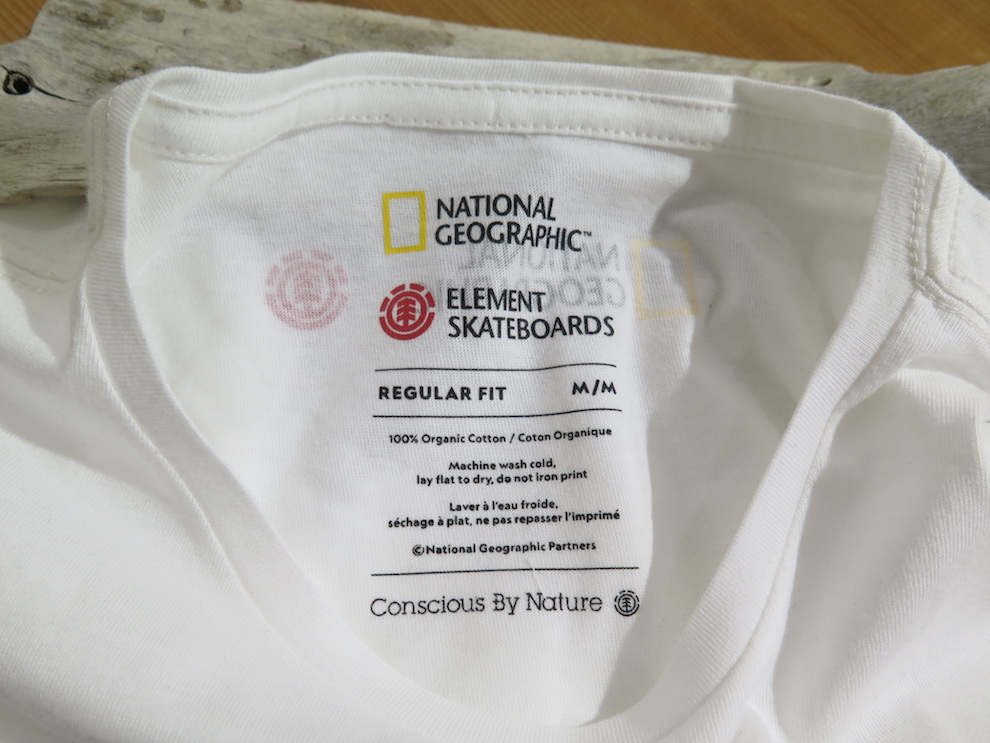 NATIONAL
GEOGRAPHIC™
ELEMENT
SKATEBOARDS
REGULAR FIT M/M
100% Organic Cotton / Coton Organique
Machine wash cold,
lay flat to dry, do not iron print
Laver à l'eau froide,
séchage à plat, ne pas repasser l'imprimé
©National Geographic Partners
Conscious By Nature
NATIONAL